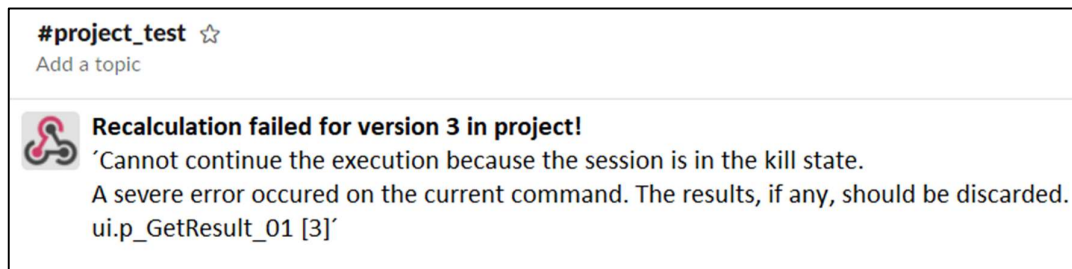 #project_test
Add a topic
Recalculation failed for version 3 in project!
´Cannot continue the execution because the session is in the kill state.
A severe error occured on the current command. The results, if any, should be discarded.
ui.p_GetResult_01 [3]´